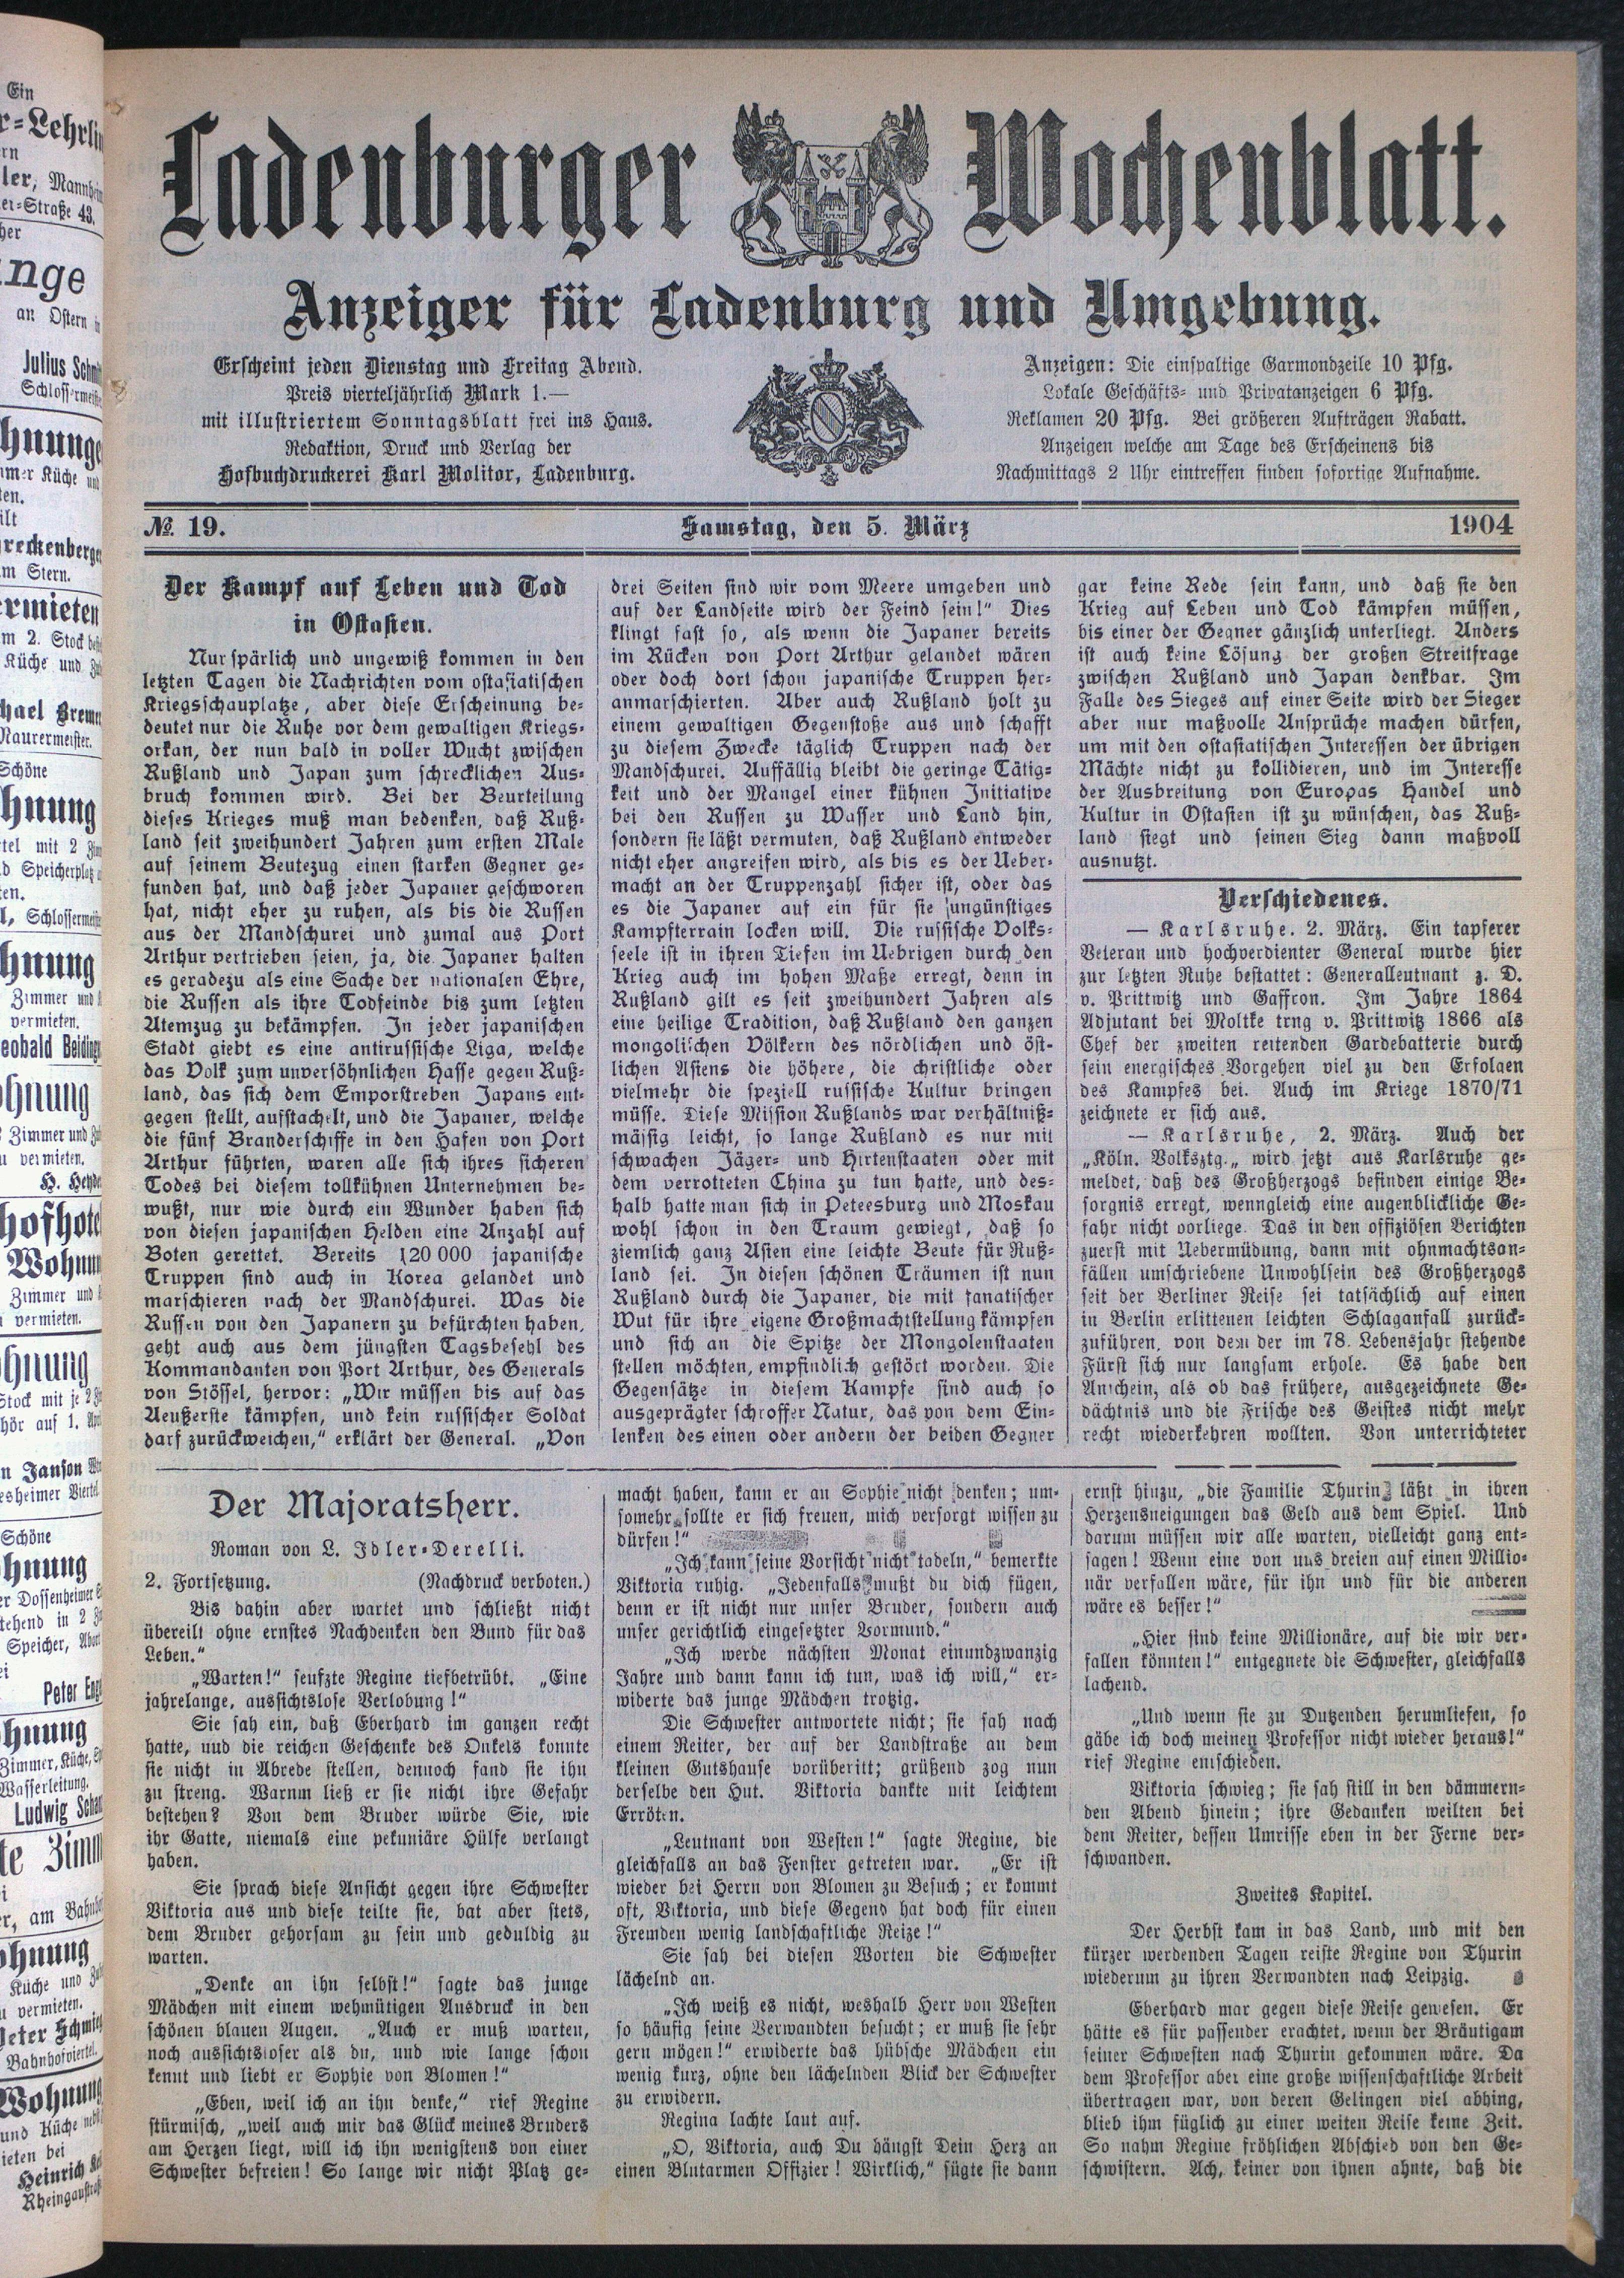 Ladenburger Wochenblatt.
Anzeiger für Ladenburg und Umgebung.
Erscheint jeden Dienstag und Freitag Abend.
Preis vierteljährlich Mark 1.—
mit illustriertem Sonntagsblatt frei ins Haus.
Redaktion, Druck und Verlag der
Hofbuchdruckerei Karl Molitor, Ladenburg.
Anzeigen: Die einspaltige Garmondzeile 10 Pfg.
Lokale Geschäfts- und Privatanzeigen 6 Pfg.
Reklamen 20 Pfg. Bei größeren Aufträgen Rabatt.
Anzeigen welche am Tage des Erscheinens bis
Nachmittags 2 Uhr eintreffen finden sofortige Aufnahme.
№ 19. Samstag, den 5. März 1904
Der Kampf auf Leben und Tod
in Ostasien.
Nur spärlich und ungewiß kommen in den
letzten Tagen die Nachrichten vom ostasiatischen
Kriegsschauplatze, aber diese Erscheinung be-
deutet nur die Ruhe vor dem gewaltigen Kriegs-
orkan, der nun bald in voller Wucht zwischen
Rußland und Japan zum schrecklichen Aus-
bruch kommen wird. Bei der Beurteilung
dieses Krieges muß man bedenken, daß Ruß-
land seit zweihundert Jahren zum ersten Male
auf seinem Beutezug einen starken Gegner ge-
funden hat, und daß jeder Japaner geschworen
hat, nicht eher zu ruhen, als bis die Russen
aus der Mandschurei und zumal aus Port
Arthur vertrieben seien, ja, die Japaner halten
es geradezu als eine Sache der nationalen Ehre,
die Russen als ihre Todfeinde bis zum letzten
Atemzug zu bekämpfen. In jeder japanischen
Stadt giebt es eine antirussische Liga, welche
das Volk zum unversöhnlichen Hasse gegen Ruß-
land, das sich dem Emporstreben Japans ent-
gegen stellt, aufstachelt, und die Japaner, welche
die fünf Branderschiffe in den Hafen von Port
Arthur führten, waren alle sich ihres sicheren
Todes bei diesem tollkühnen Unternehmen be-
wußt, nur wie durch ein Wunder haben sich
von diesen japanischen Helden eine Anzahl auf
Boten gerettet. Bereits 120 000 japanische
Truppen sind auch in Korea gelandet und
marschieren nach der Mandschurei. Was die
Russen von den Japanern zu befürchten haben,
geht auch aus dem jüngsten Tagsbefehl des
Kommandanten von Port Arthur, des Generals
von Stössel, hervor: „Wir müssen bis auf das
Aeußerste kämpfen, und kein russischer Soldat
darf zurückweichen,“ erklärt der General. „Von
drei Seiten sind wir vom Meere umgeben und
auf der Landseite wird der Feind sein!“ Dies
klingt fast so, als wenn die Japaner bereits
im Rücken von Port Arthur gelandet wären
oder doch dort schon japanische Truppen her-
anmarschierten. Aber auch Rußland holt zu
einem gewaltigen Gegenstoße aus und schafft
zu diesem Zwecke täglich Truppen nach der
Mandschurei. Auffällig bleibt die geringe Tätig-
keit und der Mangel einer kühnen Initiative
bei den Russen zu Wasser und Land hin,
sondern sie läßt vermuten, daß Rußland entweder
nicht eher angreifen wird, als bis es der Ueber-
macht an der Truppenzahl sicher ist, oder das
es die Japaner auf ein für sie ungünstiges
Kampfterrain locken will. Die russische Volks-
seele ist in ihren Tiefen im Uebrigen durch den
Krieg auch im hohen Maße erregt, denn in
Rußland gilt es seit zweihundert Jahren als
eine heilige Tradition, daß Rußland den ganzen
mongolischen Völkern des nördlichen und öst-
lichen Asiens die höhere, die christliche oder
vielmehr die speziell russische Kultur bringen
müsse. Diese Mission Rußlands war verhältniß-
mäßig leicht, so lange Rußland es nur mit
schwachen Jäger- und Hirtenstaaten oder mit
dem verrotteten China zu tun hatte, und des-
halb hatte man sich in Peteesburg und Moskau
wohl schon in den Traum gewiegt, daß so
ziemlich ganz Asien eine leichte Beute für Ruß-
land sei. In diesen schönen Träumen ist nun
Rußland durch die Japaner, die mit fanatischer
Wut für ihre eigene Großmachtstellung kämpfen
und sich an die Spitze der Mongolenstaaten
stellen möchten, empfindlich gestört worden. Die
Gegensätze in diesem Kampfe sind auch so
ausgeprägter schroffer Natur, das von dem Ein-
lenken des einen oder andern der beiden Gegner
gar keine Rede sein kann, und daß sie den
Krieg auf Leben und Tod kämpfen müssen,
bis einer der Gegner gänzlich unterliegt. Anders
ist auch keine Lösung der großen Streitfrage
zwischen Rußland und Japan denkbar. Im
Falle des Sieges auf einer Seite wird der Sieger
aber nur maßvolle Ansprüche machen dürfen,
um mit den ostasiatischen Interessen der übrigen
Mächte nicht zu kollidieren, und im Interesse
der Ausbreitung von Europas Handel und
Kultur in Ostasien ist zu wünschen, das Ruß-
land siegt und seinen Sieg dann maßvoll
ausnutzt.
Verschiedenes.
— Karlsruhe. 2. März. Ein tapferer
Veteran und hochverdienter General wurde hier
zur letzten Ruhe bestattet: Generalleutnant z. D.
v. Prittwitz und Gaffron. Im Jahre 1864
Adjutant bei Moltke trng v. Prittwitz 1866 als
Chef der zweiten reitenden Gardebatterie durch
sein energisches Vorgehen viel zu den Erfolgen
des Kampfes bei. Auch im Kriege 1870/71
zeichnete er sich aus.
— Karlsruhe, 2. März. Auch der
„Köln. Volksztg.„ wird jetzt aus Karlsruhe ge-
meldet, daß des Großherzogs befinden einige Be-
sorgnis erregt, wenngleich eine augenblickliche Ge-
fahr nicht vorliege. Das in den offiziösen Berichten
zuerst mit Uebermüdung, dann mit ohnmachtsan-
fällen umschriebene Unwohlsein des Großherzogs
seit der Berliner Reise sei tatsächlich auf einen
in Berlin erlittenen leichten Schlaganfall zurück-
zuführen, von dem der im 78. Lebensjahr stehende
Fürst sich nur langsam erhole. Es habe den
Anschein, als ob das frühere, ausgezeichnete Ge-
dächtnis und die Frische des Geistes nicht mehr
recht wiederkehren wollten. Von unterrichteter
Der Majoratsherr.
Roman von L. Idler-Derelli.
2. Fortsetzung. (Nachdruck verboten.)
Bis dahin aber wartet und schließt nicht
übereilt ohne ernstes Nachdenken den Bund für das
Leben.“
„Warten!“ seufzte Regine tiefbetrübt. „Eine
jahrelange, aussichtslose Verlobung!“
Sie sah ein, daß Eberhard im ganzen recht
hatte, und die reichen Geschenke des Onkels konnte
sie nicht in Abrede stellen, dennoch fand sie ihn
zu streng. Warum ließ er sie nicht ihre Gefahr
bestehen? Von dem Bruder würde Sie, wie
ihr Gatte, niemals eine pekuniäre Hülfe verlangt
haben.
Sie sprach diese Ansicht gegen ihre Schwester
Viktoria aus und diese teilte sie, bat aber stets,
dem Bruder gehorsam zu sein und geduldig zu
warten.
„Denke an ihn selbst!“ sagte das junge
Mädchen mit einem wehmütigen Ausdruck in den
schönen blauen Augen. „Auch er muß warten,
noch aussichtsloser als du, und wie lange schon
kennt und liebt er Sophie von Blomen!“
„Eben, weil ich an ihn denke,“ rief Regine
stürmisch, „weil auch mir das Glück meines Bruders
am Herzen liegt, will ich ihn wenigstens von einer
Schwester befreien! So lange wir nicht Platz ge-
macht haben, kann er an Sophie nicht denken; um-
somehr sollte er sich freuen, mich versorgt wissen zu
dürfen!“
„Ich kann seine Vorsicht nicht tadeln,“ bemerkte
Viktoria ruhig. „Jedenfalls mußt du dich fügen,
denn er ist nicht nur unser Bruder, sondern auch
unser gerichtlich eingesetzter Vormund.“
„Ich werde nächsten Monat einundzwanzig
Jahre und dann kann ich tun, was ich will,“ er-
widerte das junge Mädchen trotzig.
Die Schwester antwortete nicht; sie sah nach
einem Reiter, der auf der Landstraße an dem
kleinen Gutshause vorüberitt; grüßend zog nun
derselbe den Hut. Viktoria dankte mit leichtem
Erröten.
„Leutnant von Westen!“ sagte Regine, die
gleichfalls an das Fenster getreten war. „Er ist
wieder bei Herrn von Blomen zu Besuch; er kommt
oft, Viktoria, und diese Gegend hat doch für einen
Fremden wenig landschaftliche Reize!“
Sie sah bei diesen Worten die Schwester
lächelnd an.
„Ich weiß es nicht, weshalb Herr von Westen
so häufig seine Verwandten besucht; er muß sie sehr
gern mögen!“ erwiderte das hübsche Mädchen ein
wenig kurz, ohne den lächelnden Blick der Schwester
zu erwidern.
Regina lachte laut auf.
„O, Viktoria, auch Du hängst Dein Herz an
einen Blutarmen Offizier! Wirklich,“ fügte sie dann
ernst hinzu, „die Familie Thurin läßt in ihren
Herzensneigungen das Geld aus dem Spiel. Und
darum müssen wir alle warten, vielleicht ganz ent-
sagen! Wenn eine von uns dreien auf einen Millio-
när verfallen wäre, für ihn und für die anderen
wäre es besser!“
„Hier sind keine Millionäre, auf die wir ver-
fallen könnten!“ entgegnete die Schwester, gleichfalls
lachend.
„Und wenn sie zu Dutzenden herumliefen, so
gäbe ich doch meinen Professor nicht wieder heraus!“
rief Regine entschieden.
Viktoria schwieg; sie sah still in den dämmern-
den Abend hinein; ihre Gedanken weilten bei
dem Reiter, dessen Umrisse eben in der Ferne ver-
schwanden.
Zweites Kapitel.
Der Herbst kam in das Land, und mit den
kürzer werdenden Tagen reiste Regine von Thurin
wiederum zu ihren Verwandten nach Leipzig.
Eberhard mar gegen diese Reise gewesen. Er
hätte es für passender erachtet, wenn der Bräutigam
seiner Schwesten nach Thurin gekommen wäre. Da
dem Professor aber eine große wissenschaftliche Arbeit
übertragen war, von deren Gelingen viel abhing,
blieb ihm füglich zu einer weiten Reise keine Zeit.
So nahm Regine fröhlichen Abschied von den Ge-
schwistern. Ach, keiner von ihnen ahnte, daß die